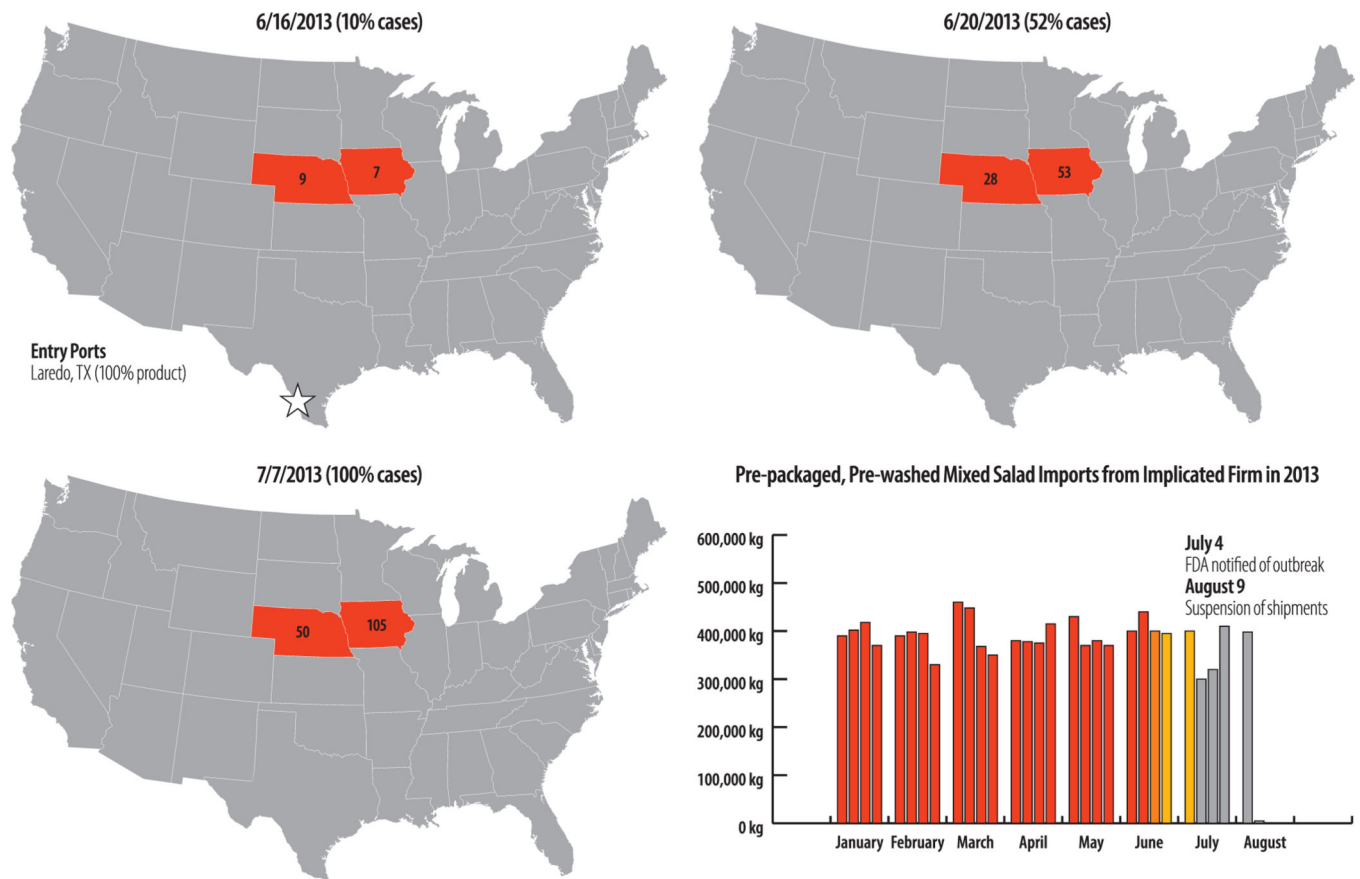 6/16/2013 (10% cases)
9
7
Entry Ports
Laredo, TX (100% product)
6/20/2013 (52% cases)
28
53
7/7/2013 (100% cases)
50
105
Pre-packaged, Pre-washed Mixed Salad Imports from Implicated Firm in 2013
600,000 kg
500,000 kg
400,000 kg
300,000 kg
200,000 kg
100,000 kg
0 kg
July 4
FDA notified of outbreak
August 9
Suspension of shipments
January February March April May June July August